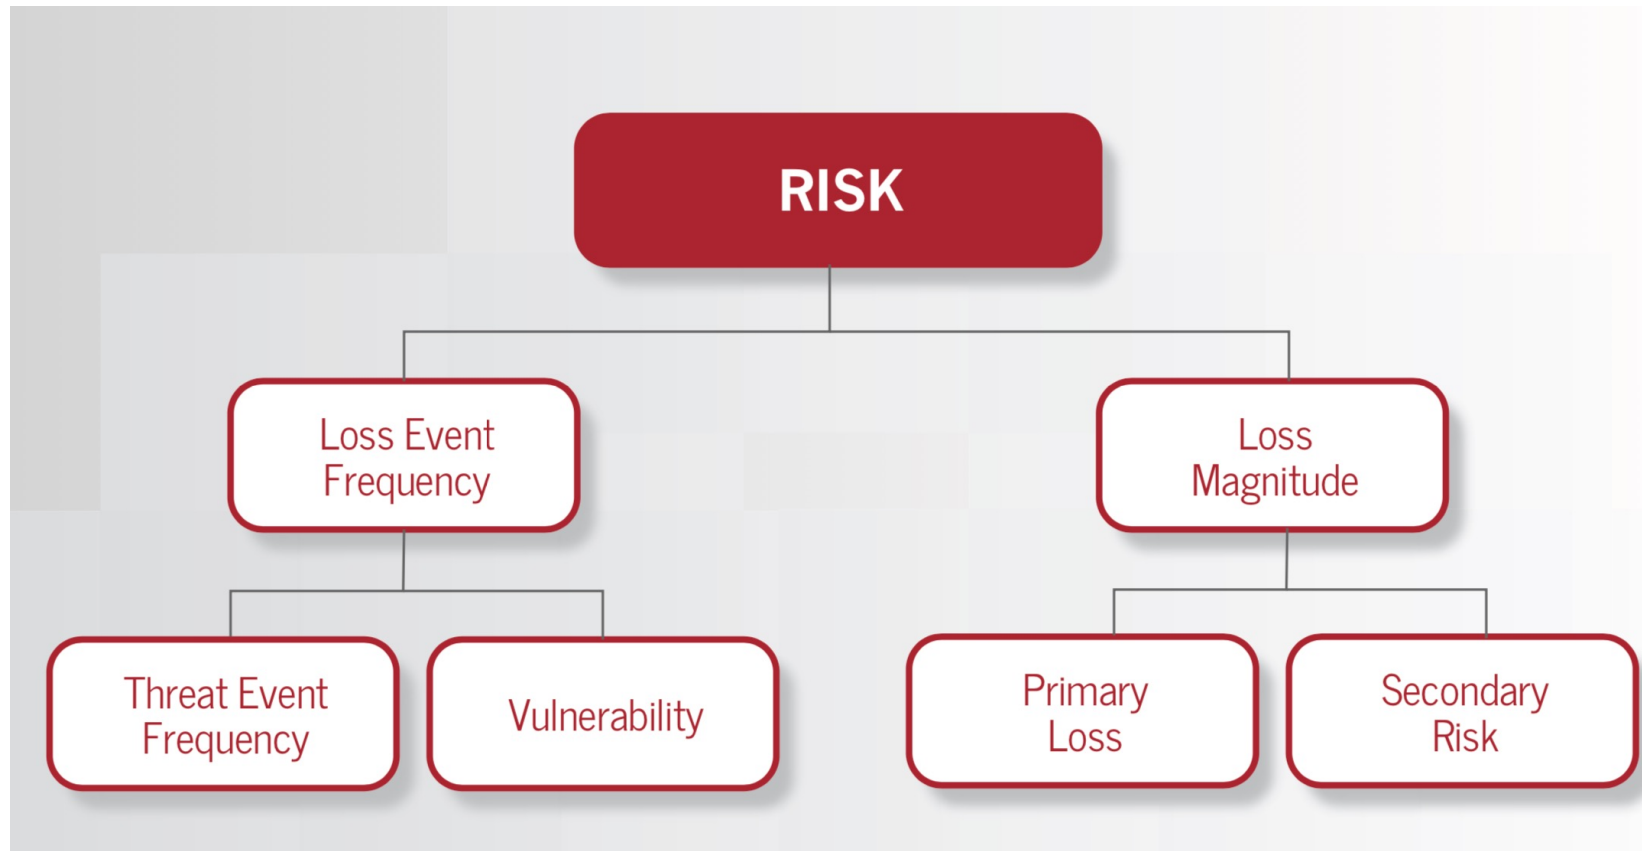 RISK
Loss Event
Frequency
Loss
Magnitude
Threat Event
Frequency
Vulnerability
Primary
Loss
Secondary
Risk